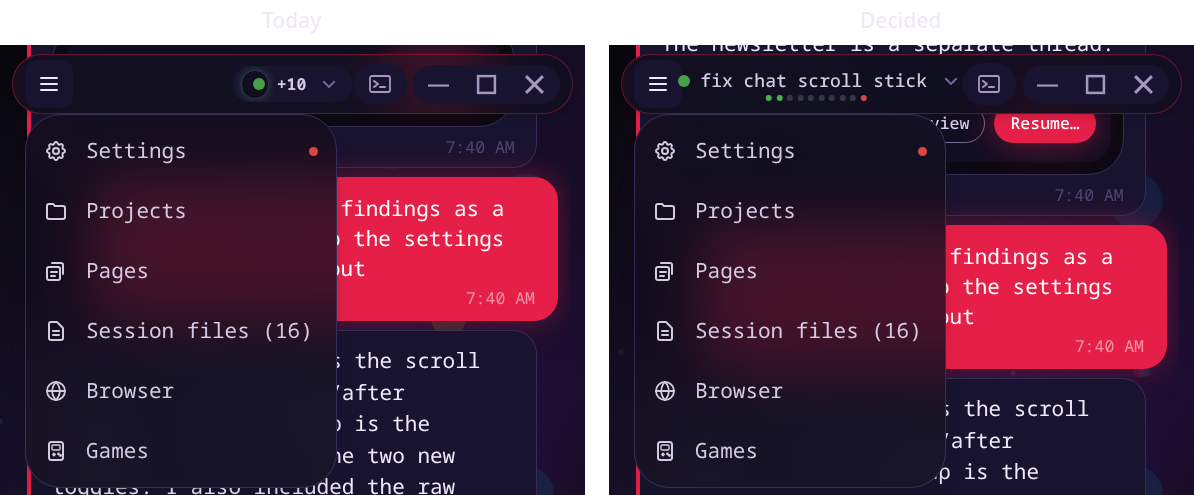 Today
Decided
+10
7:40 AM
Settings
Projects
Pages
Session files (16)
Browser
Games
findings as a
the settings
7:40 AM
the scroll
is the
two new
the raw
The newsletter is a separate thread.
fix chat scroll stick
Resume…
7:40 AM
Settings
Projects
Pages
Session files (16)
Browser
Games
findings as a
the settings
7:40 AM
the scroll
is the